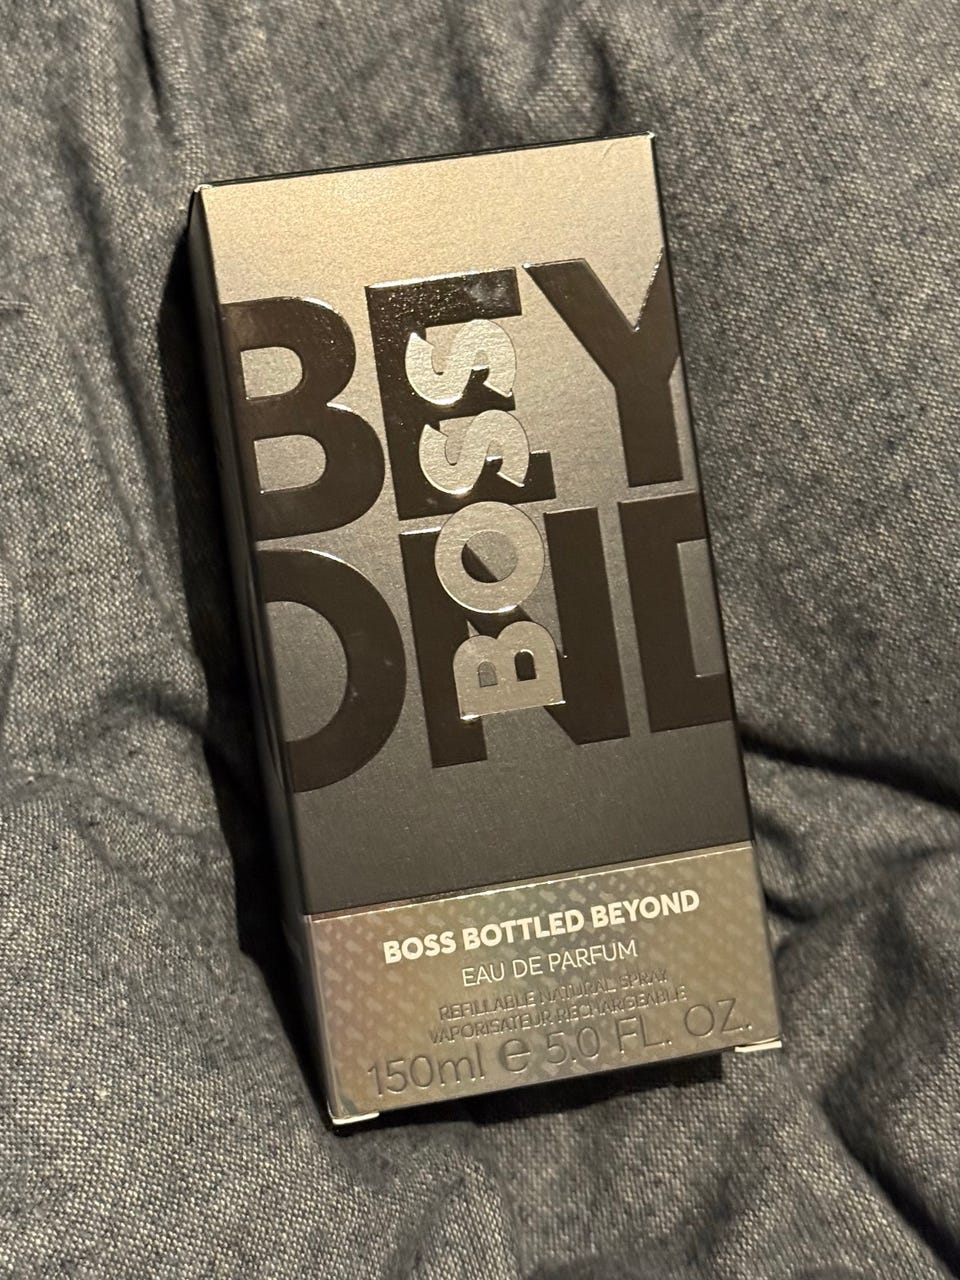 BEY
OND
BOSS
BOSS BOTTLED BEYOND
EAU DE PARFUM
REFILLABLE NATURAL SPRAY
VAPORISATEUR RECHARGEABLE
150ml e 5.0 FL. OZ.